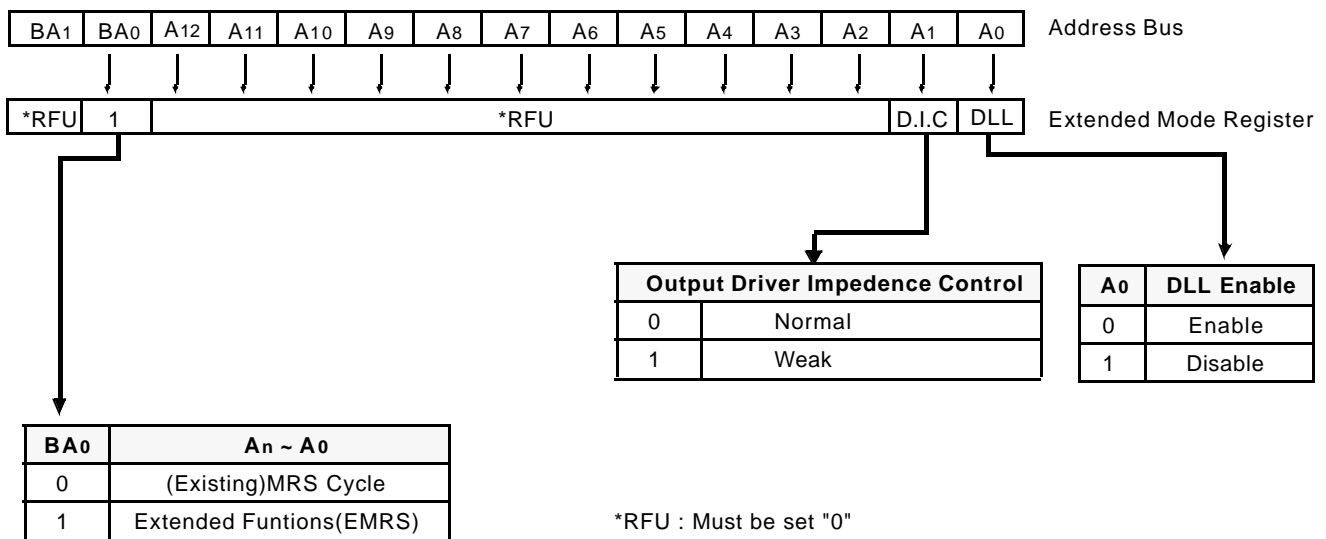 BA1 BA0 A12 A11 A10 A9 A8 A7 A6 A5 A4 A3 A2 A1 A0 Address Bus
*RFU 1 *RFU D.I.C DLL Extended Mode Register
Output Driver Impedence Control
0 Normal
1 Weak
A0 DLL Enable
0 Enable
1 Disable
BA0 An ~ A0
0 (Existing)MRS Cycle
1 Extended Funtions(EMRS)
*RFU : Must be set "0"